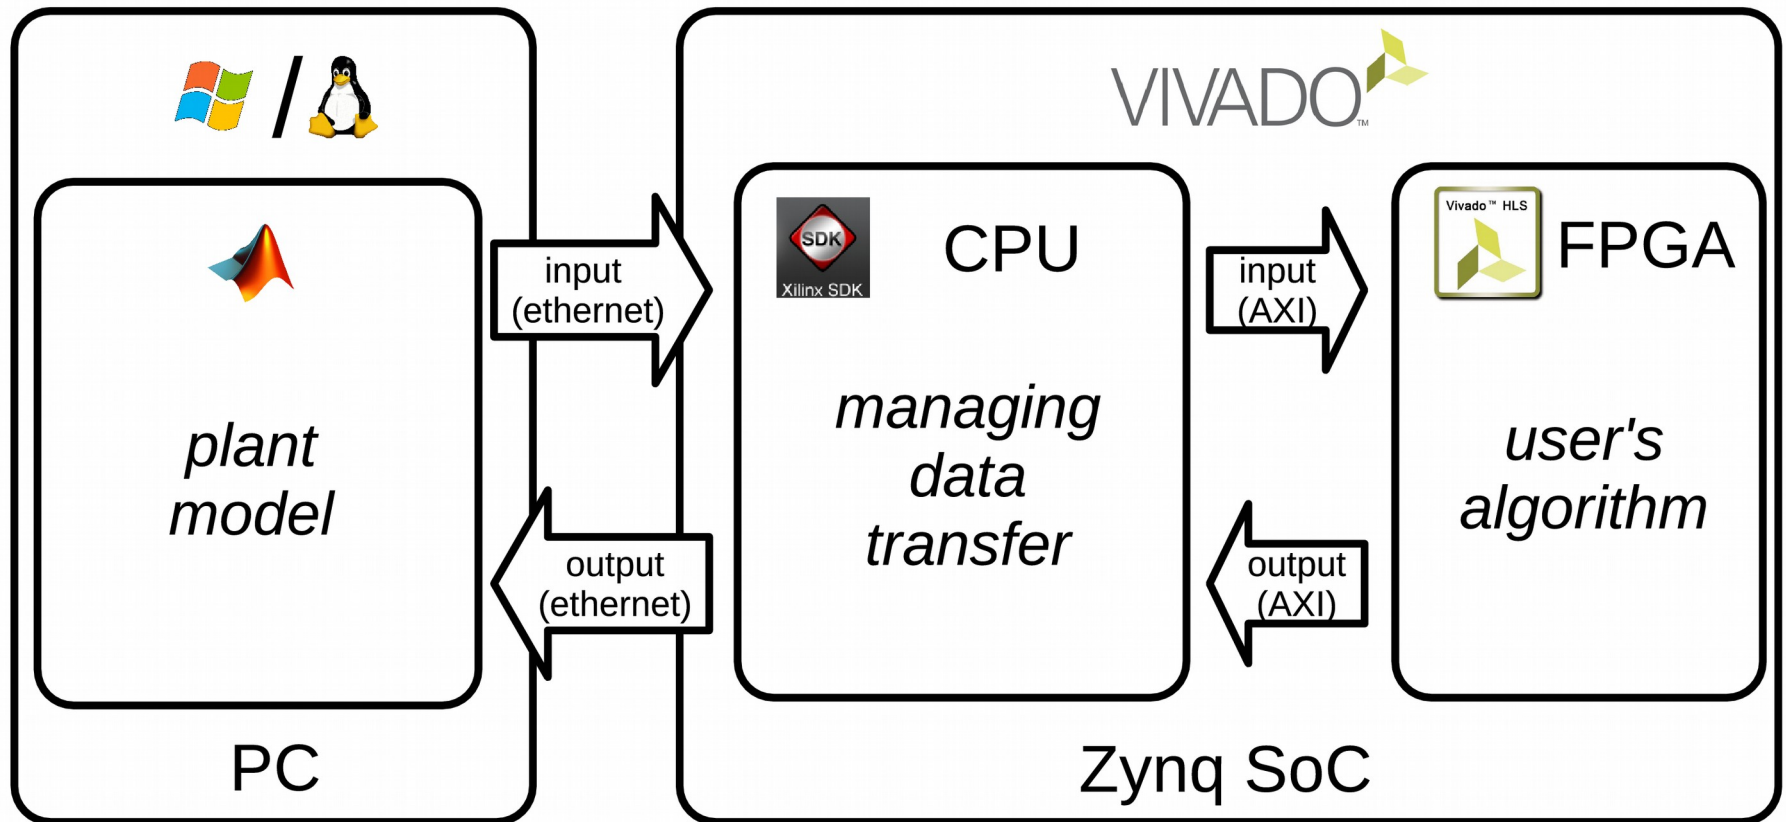 /
VIVADO™
input
(ethernet)
SDK
Xilinx SDK
CPU
input
(AXI)
Vivado™ HLS
FPGA
plant
model
managing
data
transfer
user's
algorithm
output
(ethernet)
output
(AXI)
PC
Zynq SoC